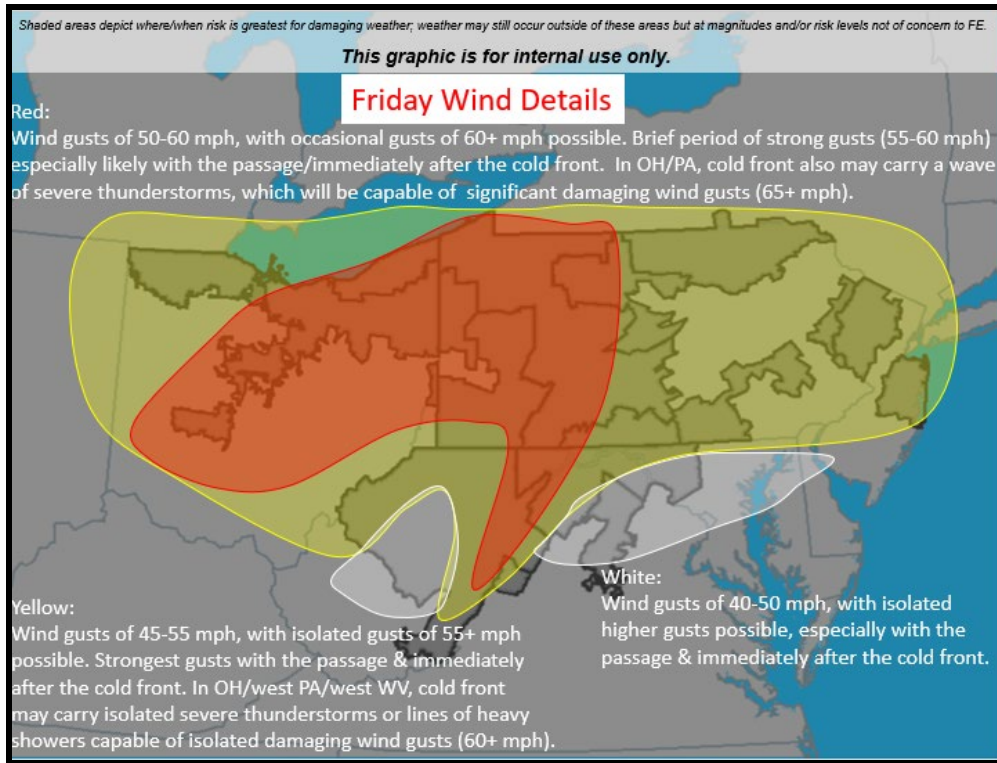 Shaded areas depict where/when risk is greatest for damaging weather; weather may still occur outside of these areas but at magnitudes and/or risk levels not of concern to FE.
This graphic is for internal use only.
Friday Wind Details
Red:
Wind gusts of 50-60 mph, with occasional gusts of 60+ mph possible. Brief period of strong gusts (55-60 mph)
especially likely with the passage/immediately after the cold front. In OH/PA, cold front also may carry a wave
of severe thunderstorms, which will be capable of significant damaging wind gusts (65+ mph).
Yellow:
Wind gusts of 45-55 mph, with isolated gusts of 55+ mph
possible. Strongest gusts with the passage & immediately
after the cold front. In OH/west PA/west WV, cold front
may carry isolated severe thunderstorms or lines of heavy
showers capable of isolated damaging wind gusts (60+ mph).
White:
Wind gusts of 40-50 mph, with isolated
higher gusts possible, especially with the
passage & immediately after the cold front.